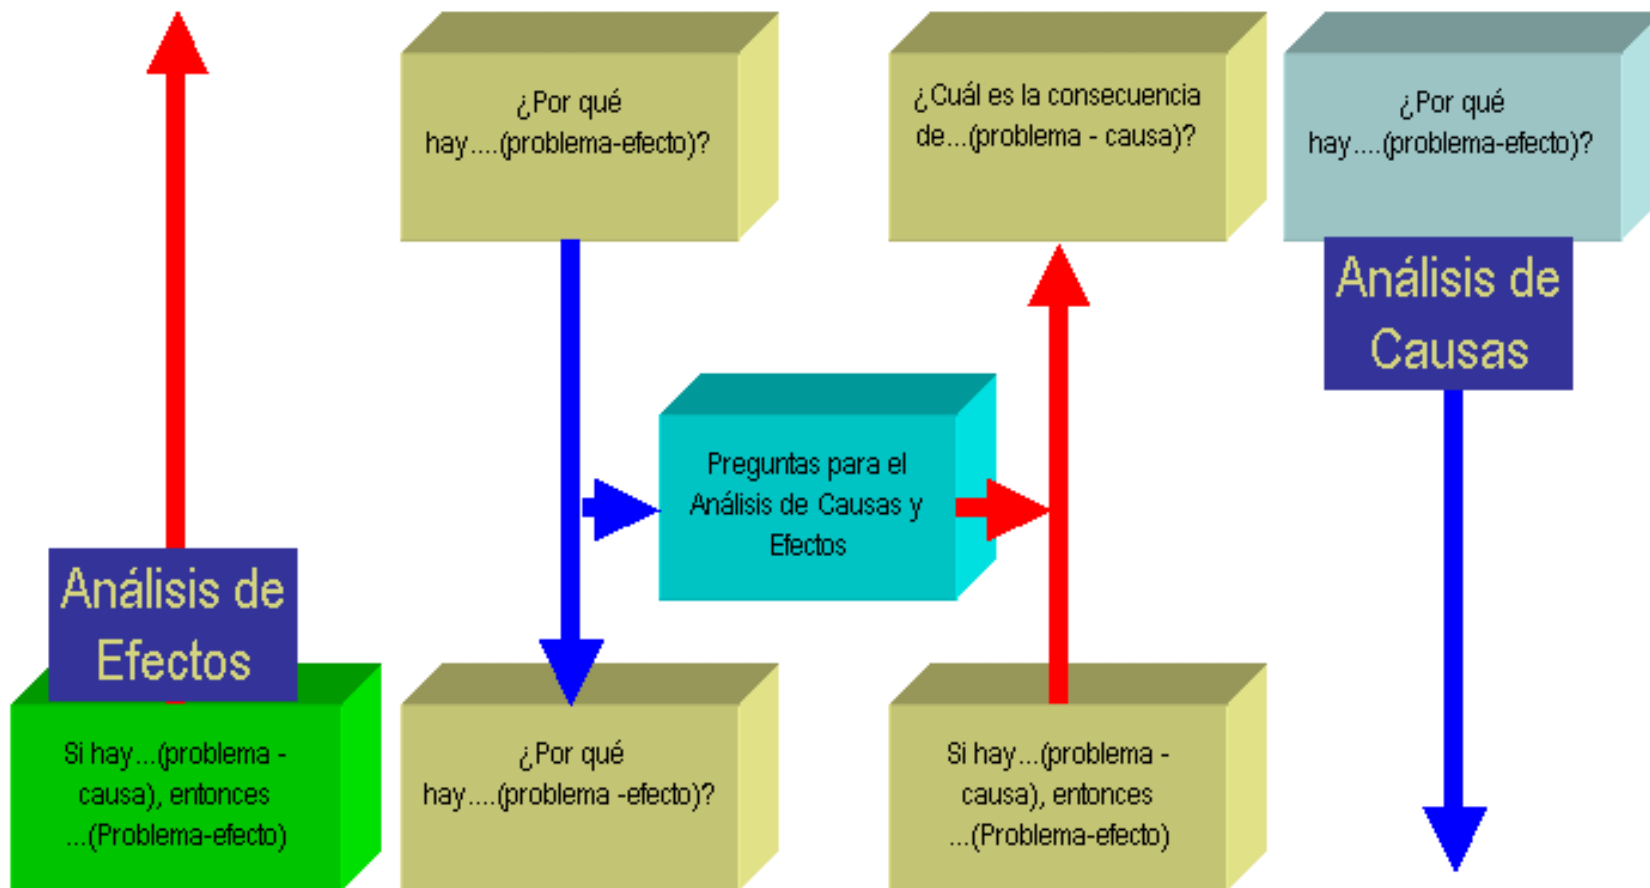 ¿Por qué
hay....(problema-efecto)?
¿Cuál es la consecuencia
de...(problema - causa)?
¿Por qué
hay....(problema-efecto)?
Análisis de
Causas
Preguntas para el
Análisis de Causas y
Efectos
Análisis de
Efectos
Si hay...(problema -
causa), entonces
...(Problema-efecto)
¿Por qué
hay....(problema -efecto)?
Si hay...(problema -
causa), entonces
...(Problema-efecto)